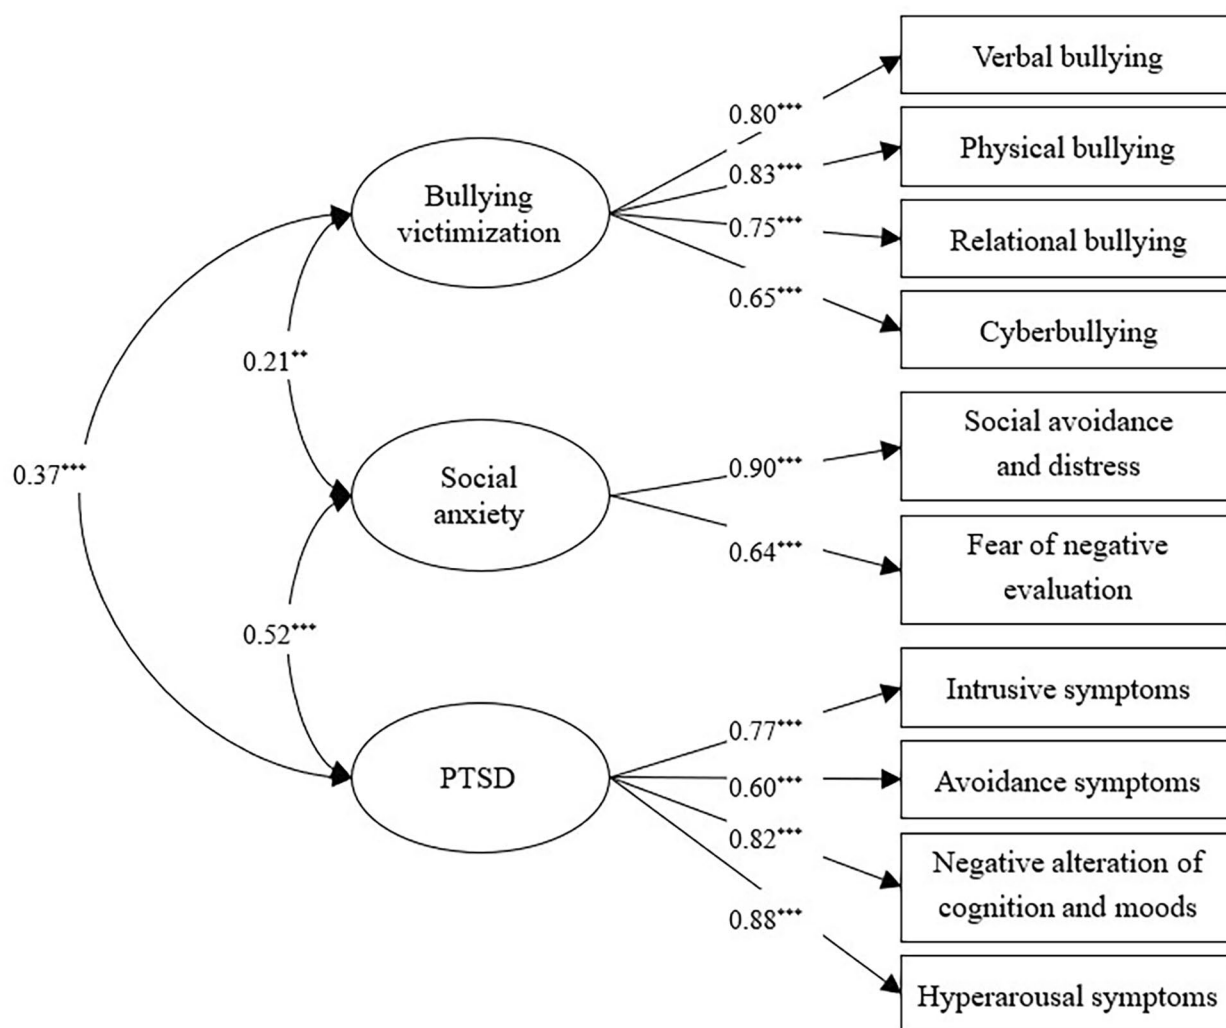 Verbal bullying
0.80***
Physical bullying
0.83***
Bullying
victimization
0.75***
Relational bullying
0.65***
Cyberbullying
0.21**
Social avoidance
and distress
0.90***
0.37***
Social
anxiety
0.64***
Fear of negative
evaluation
0.52***
Intrusive symptoms
0.77***
PTSD
0.60***
Avoidance symptoms
0.82***
Negative alteration of
cognition and moods
0.88***
Hyperarousal symptoms